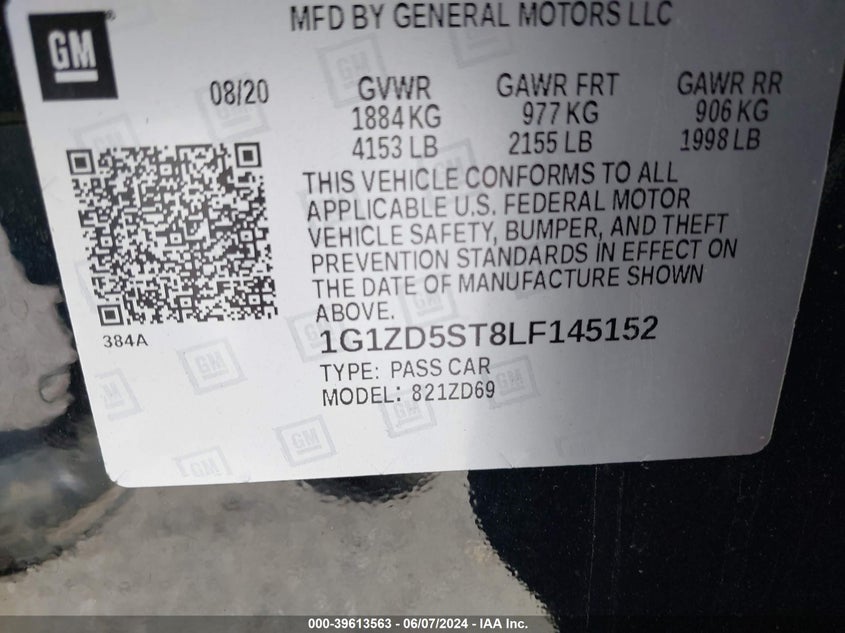 MFD BY GENERAL MOTORS LLC
GM
08/20
GVWR
1884 KG
4153 LB
GAWR FRT
977 KG
2155 LB
GAWR RR
906 KG
1998 LB
THIS VEHICLE CONFORMS TO ALL
APPLICABLE U.S. FEDERAL MOTOR
VEHICLE SAFETY, BUMPER, AND THEFT
PREVENTION STANDARDS IN EFFECT ON
THE DATE OF MANUFACTURE SHOWN
ABOVE.
384A
1G1ZD5ST8LF145152
TYPE: PASS CAR
MODEL: 821ZD69
000-39613563 - 06/07/2024 - IAA Inc.